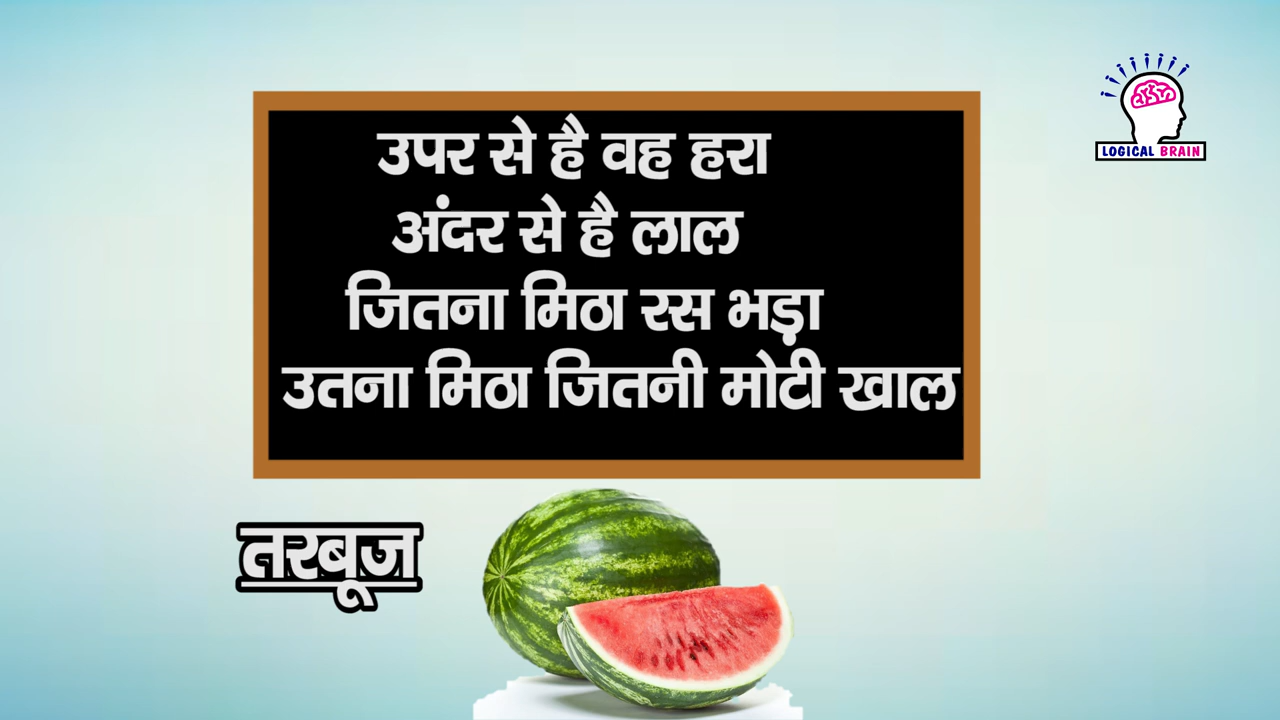 उपर से है वह हरा
अंदर से है लाल
जितना मिठा रस भड़ा
उतना मिठा जितनी मोटी खाल
तरबूज
LOGICAL BRAIN